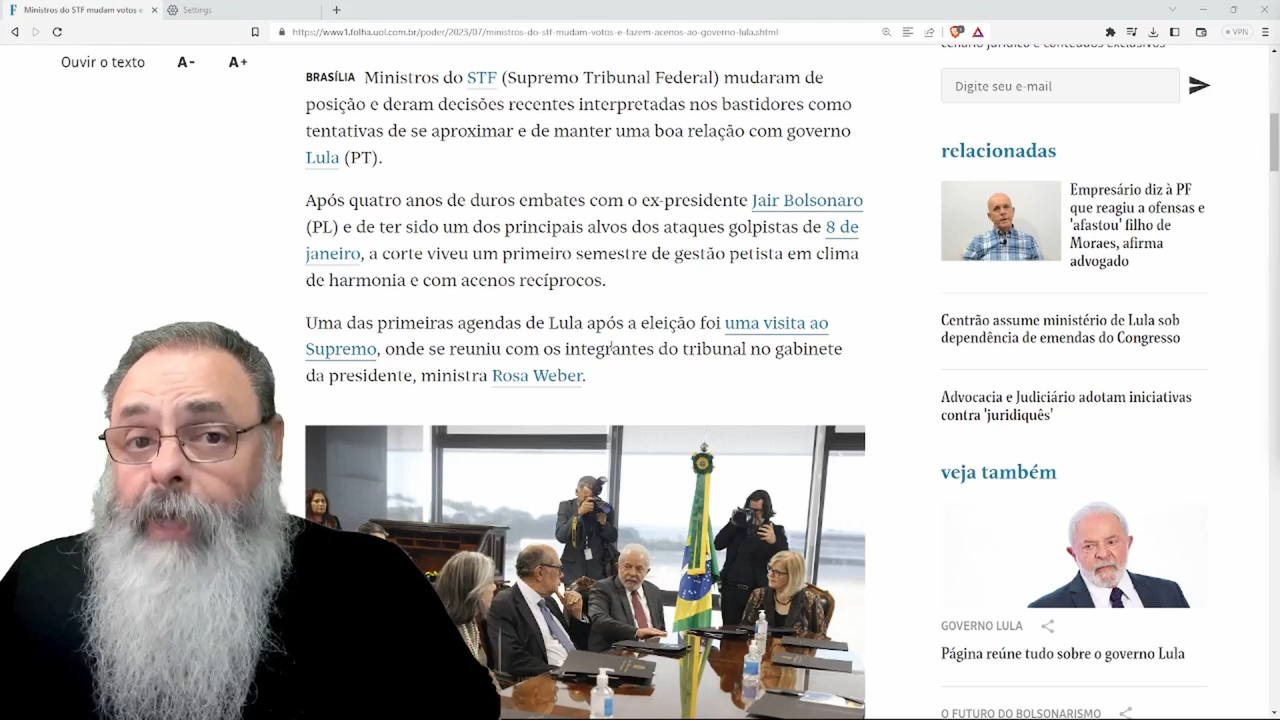 Ministros do STF mudam votos e
Settings
https://www1.folha.uol.com.br/poder/2023/07/ministros-do-stf-mudam-votos-e-fazem-acenos-ao-governo-lula.shtml
VPN
Ouvir o texto A- A+
BRASÍLIA Ministros do STF (Supremo Tribunal Federal) mudaram de
posição e deram decisões recentes interpretadas nos bastidores como
tentativas de se aproximar e de manter uma boa relação com governo
Lula (PT).
Após quatro anos de duros embates com o ex-presidente Jair Bolsonaro
(PL) e de ter sido um dos principais alvos dos ataques golpistas de 8 de
janeiro, a corte viveu um primeiro semestre de gestão petista em clima
de harmonia e com acenos recíprocos.
Uma das primeiras agendas de Lula após a eleição foi uma visita ao
Supremo, onde se reuniu com os integrantes do tribunal no gabinete
da presidente, ministra Rosa Weber.
cenário jurídico e conteúdos exclusivos
Digite seu e-mail
relacionadas
Empresário diz à PF
que reagiu a ofensas e
'afastou' filho de
Moraes, afirma
advogado
Centrão assume ministério de Lula sob
dependência de emendas do Congresso
Advocacia e Judiciário adotam iniciativas
contra 'juridiquês'
veja também
GOVERNO LULA
Página reúne tudo sobre o governo Lula
O FUTURO DO BOLSONARISMO